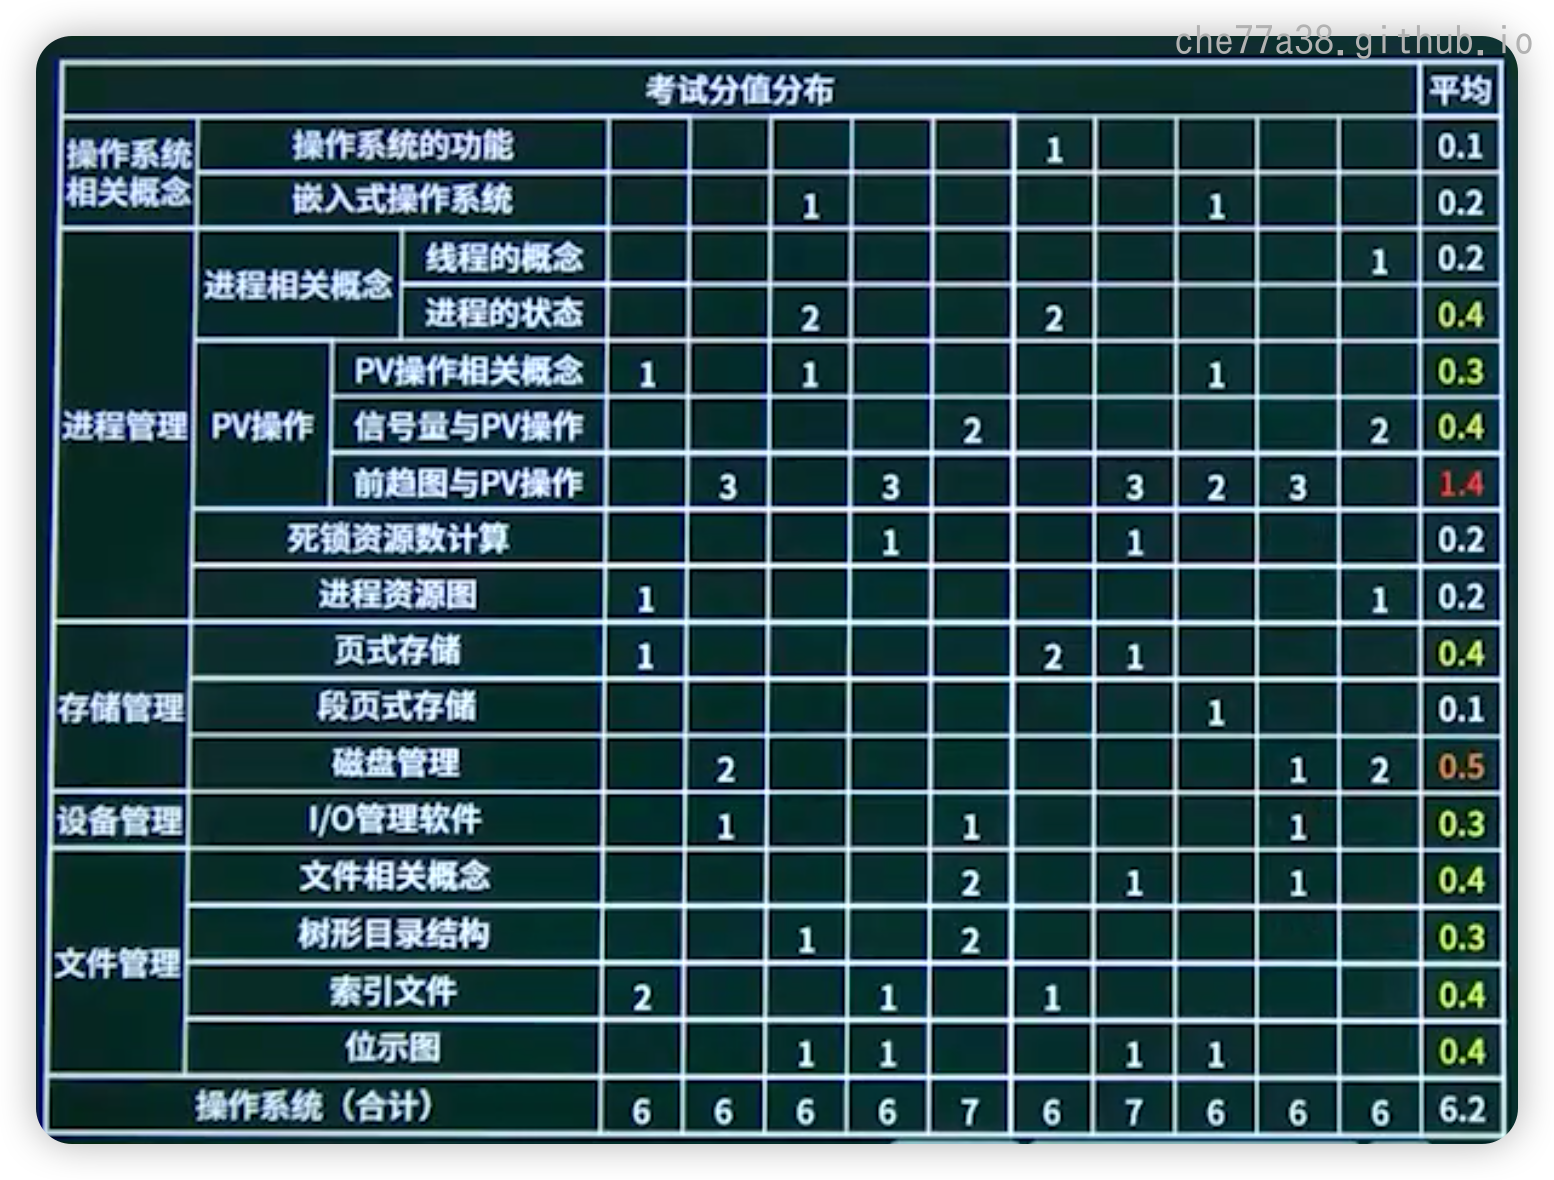 che77a38.github.io
考试分值分布 平均
操作系统相关概念 操作系统的功能 1 0.1
嵌入式操作系统 1 1 0.2
进程管理 进程相关概念 线程的概念 1 0.2
进程的状态 2 2 0.4
PV操作 PV操作相关概念 1 1 1 0.3
信号量与PV操作 2 2 0.4
前趋图与PV操作 3 3 3 2 3 1.4
死锁资源数计算 1 1 0.2
进程资源图 1 1 0.2
存储管理 页式存储 1 2 1 0.4
段页式存储 1 0.1
磁盘管理 2 1 2 0.5
设备管理 I/O管理软件 1 1 1 0.3
文件管理 文件相关概念 2 1 1 0.4
树形目录结构 1 2 0.3
索引文件 2 1 1 0.4
位示图 1 1 1 1 0.4
操作系统（合计） 6 6 6 6 7 6 7 6 6 6 6.2